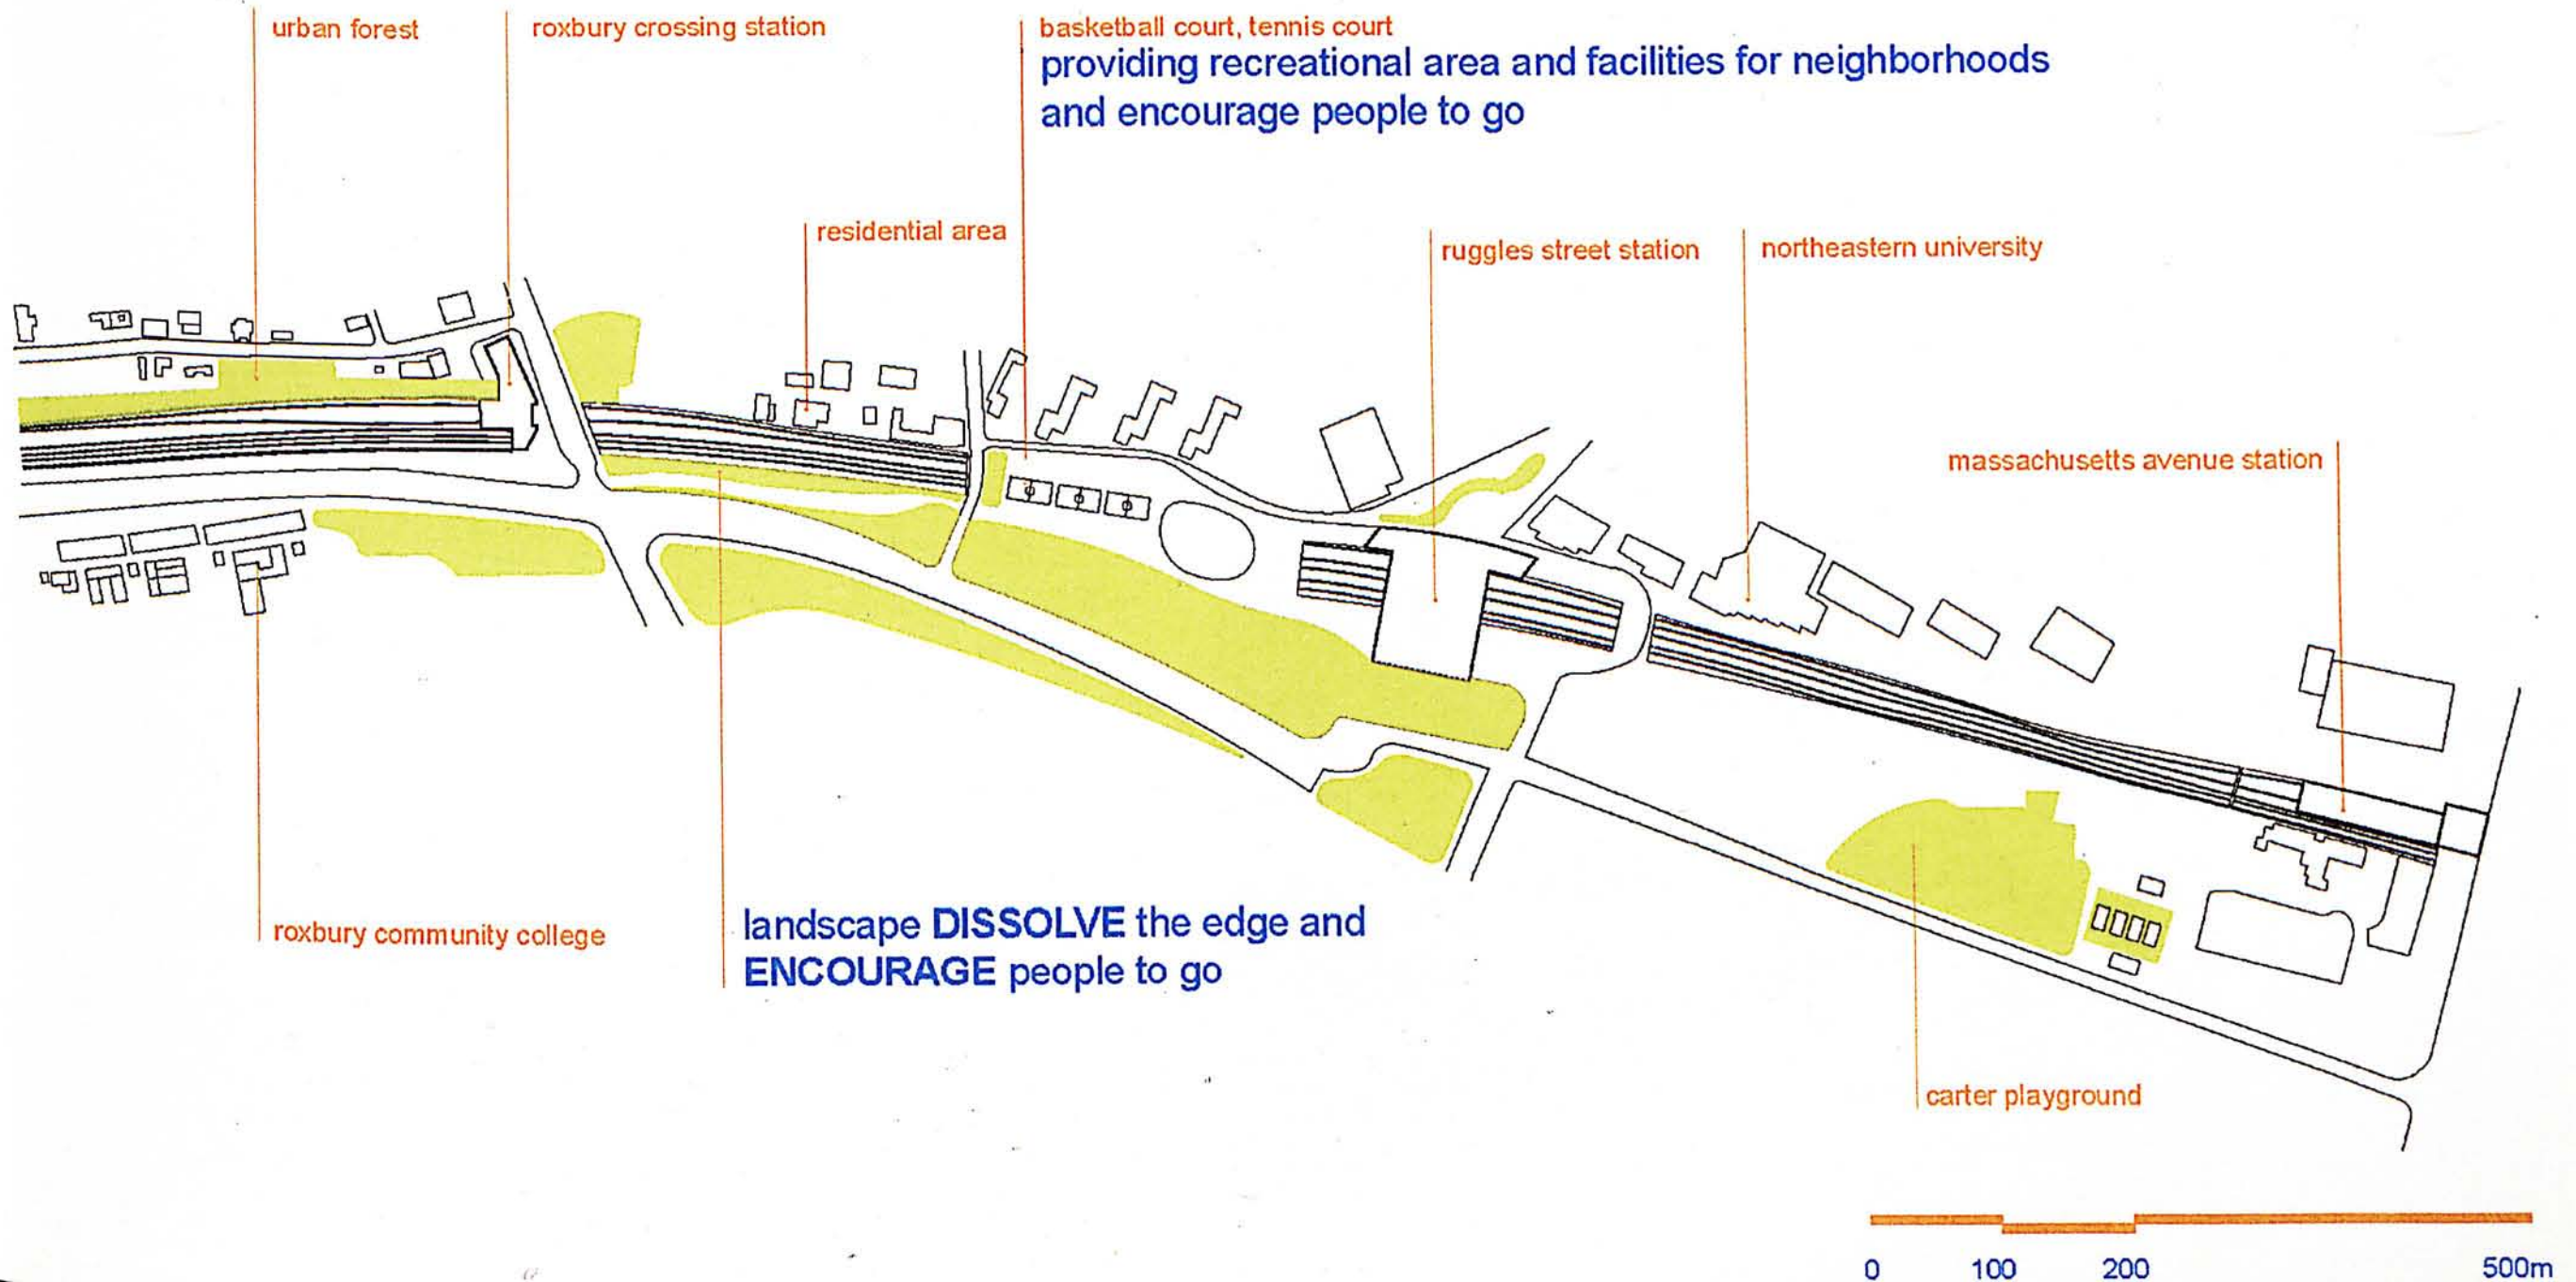 urban forest
roxbury crossing station
basketball court, tennis court
providing recreational area and facilities for neighborhoods
and encourage people to go
residential area
ruggles street station
northeastern university
massachusetts avenue station
roxbury community college
landscape DISSOLVE the edge and
ENCOURAGE people to go
carter playground
0 100 200 500m